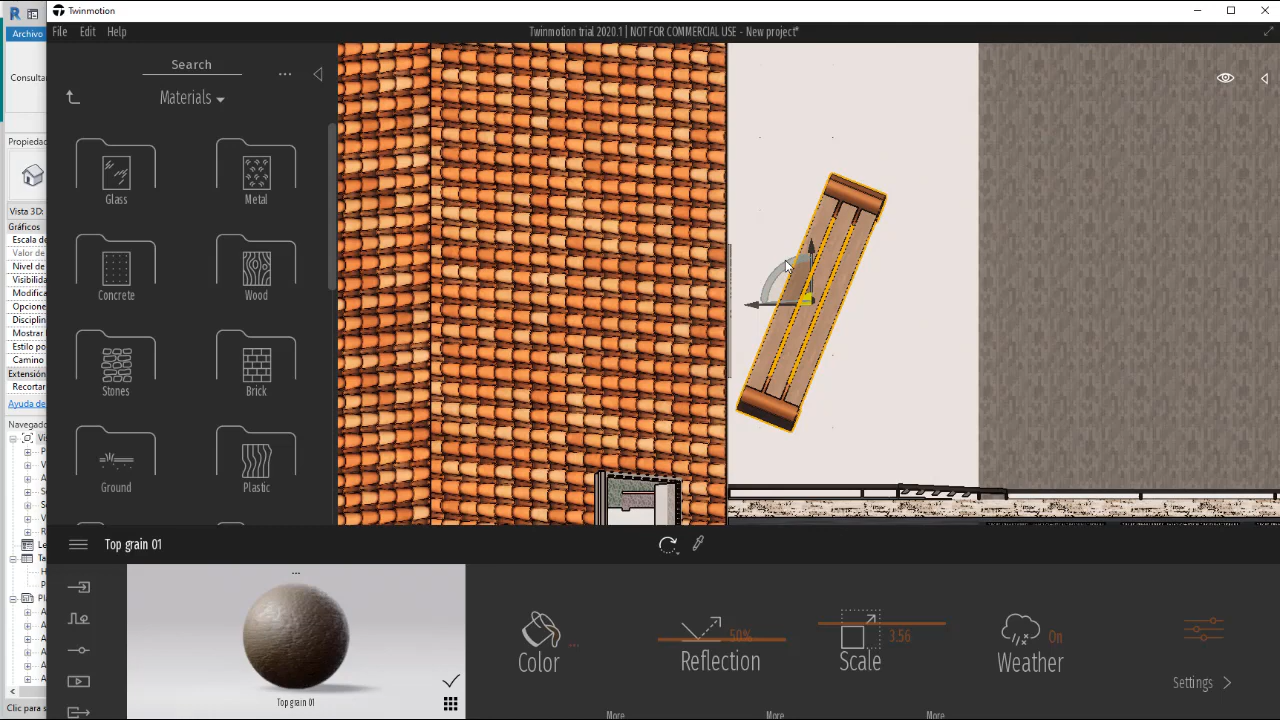 Twinmotion
Archivo
File Edit Help
Twinmotion trial 2020.1 | NOT FOR COMMERCIAL USE - New project*
Consulta
Search
...
Materials
Glass
Metal
Concrete
Wood
Stones
Brick
Ground
Plastic
Propiedad
Vista 3D:
Gráficos
Escala de
Valor de
Nivel de
Visibilida
Modifica
Opcione
Disciplin
Mostrar l
Estilo po
Camino
Extensión
Recortar
Ayuda de
Navegado
Clic para s
Top grain 01
...
Top grain 01
Color ...
Reflection
50%
Scale
3.56
Weather
On
Settings
More
More
More